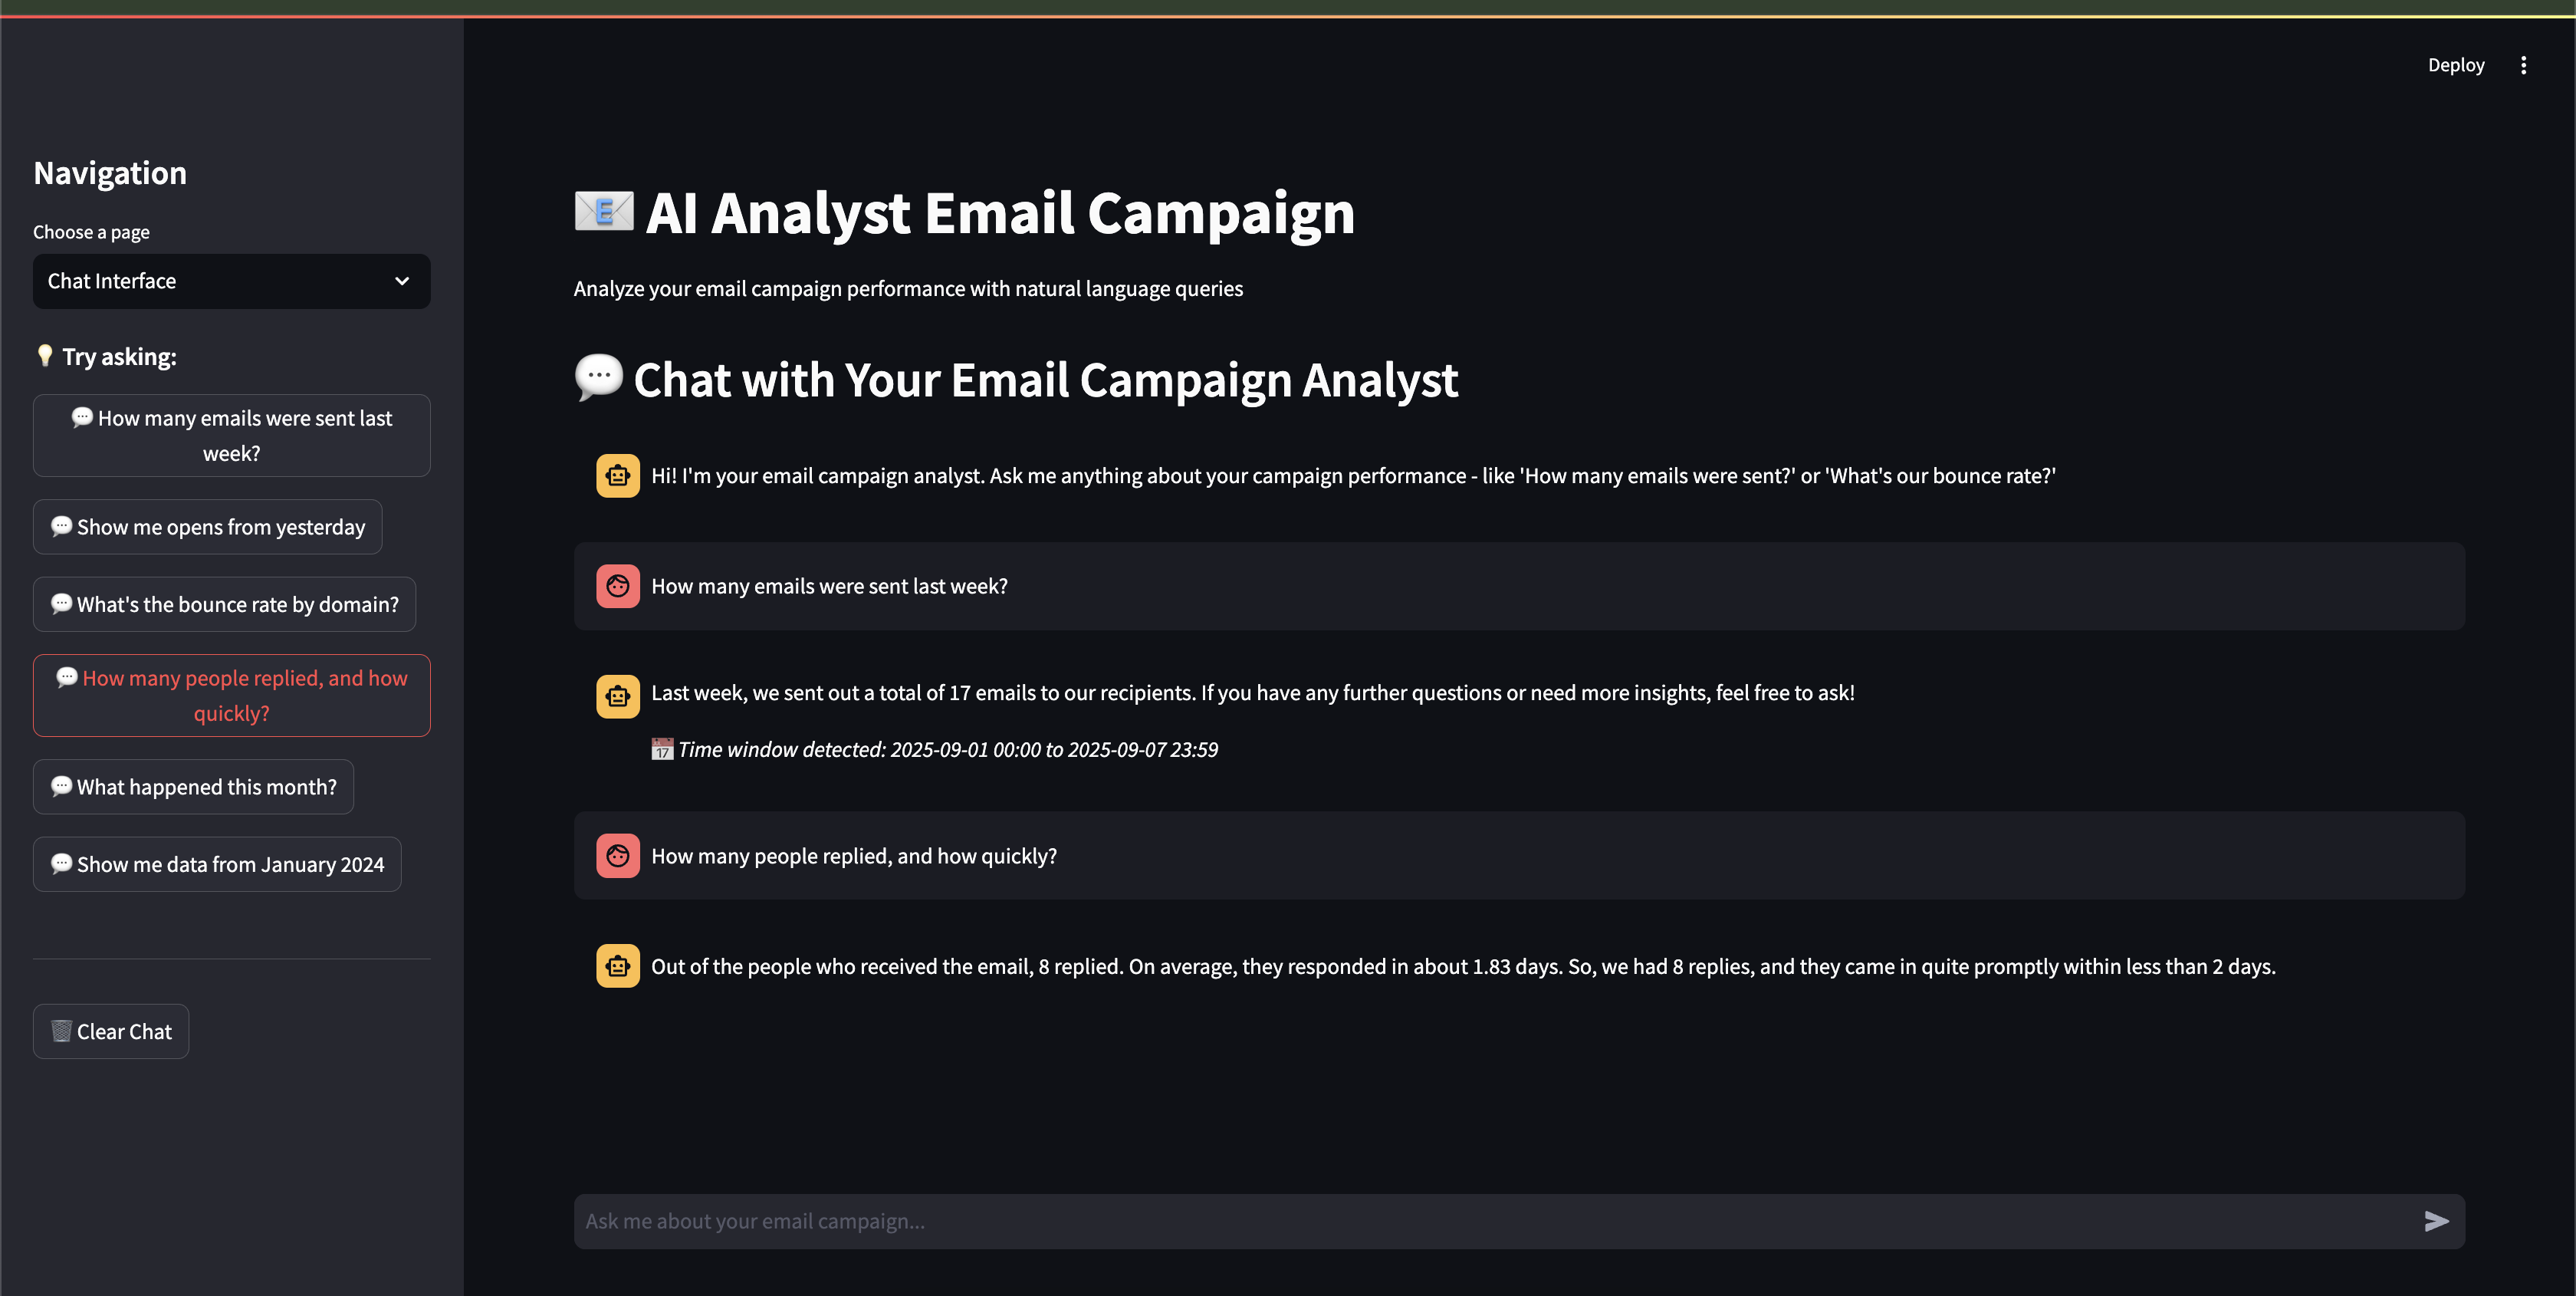 Deploy
Navigation
Choose a page
Chat Interface
💡 Try asking:
💬 How many emails were sent last
week?
💬 Show me opens from yesterday
💬 What's the bounce rate by domain?
💬 How many people replied, and how
quickly?
💬 What happened this month?
💬 Show me data from January 2024
🗑️ Clear Chat
📧 AI Analyst Email Campaign
Analyze your email campaign performance with natural language queries
💬 Chat with Your Email Campaign Analyst
Hi! I'm your email campaign analyst. Ask me anything about your campaign performance - like 'How many emails were sent?' or 'What's our bounce rate?'
How many emails were sent last week?
Last week, we sent out a total of 17 emails to our recipients. If you have any further questions or need more insights, feel free to ask!
📅 Time window detected: 2025-09-01 00:00 to 2025-09-07 23:59
How many people replied, and how quickly?
Out of the people who received the email, 8 replied. On average, they responded in about 1.83 days. So, we had 8 replies, and they came in quite promptly within less than 2 days.
Ask me about your email campaign...